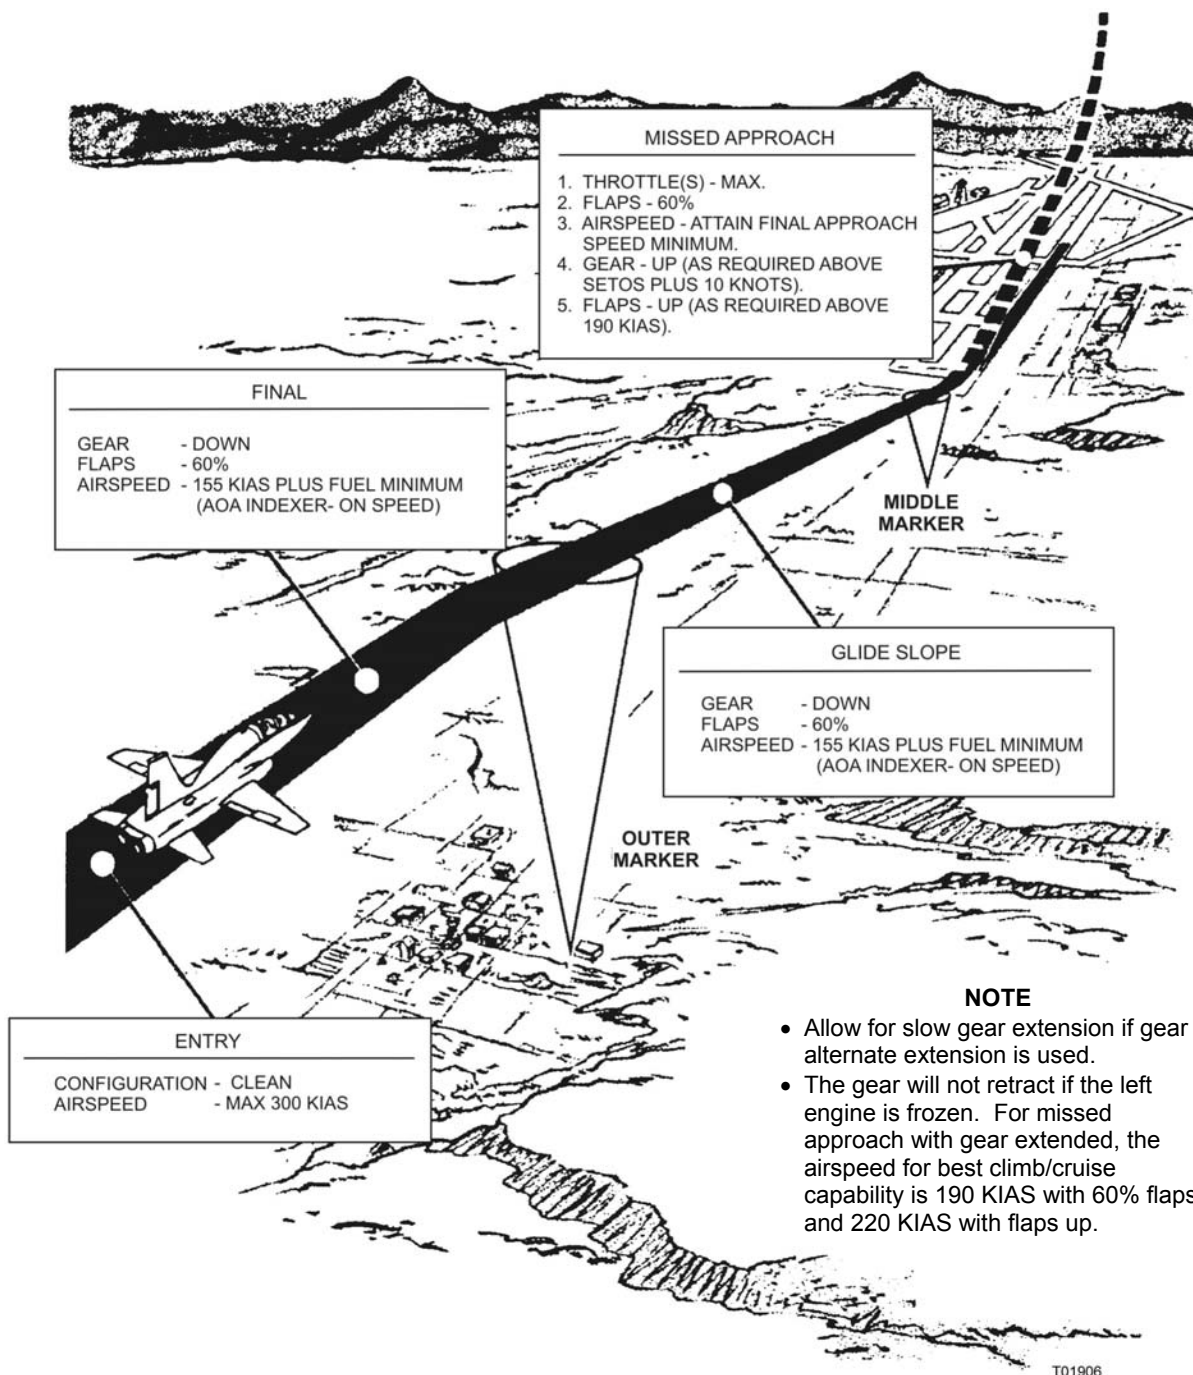 MISSED APPROACH
1. THROTTLE(S) - MAX.
2. FLAPS - 60%
3. AIRSPEED - ATTAIN FINAL APPROACH
SPEED MINIMUM.
4. GEAR - UP (AS REQUIRED ABOVE
SETOS PLUS 10 KNOTS).
5. FLAPS - UP (AS REQUIRED ABOVE
190 KIAS).
FINAL
GEAR - DOWN
FLAPS - 60%
AIRSPEED - 155 KIAS PLUS FUEL MINIMUM
(AOA INDEXER- ON SPEED)
MIDDLE
MARKER
GLIDE SLOPE
GEAR - DOWN
FLAPS - 60%
AIRSPEED - 155 KIAS PLUS FUEL MINIMUM
(AOA INDEXER- ON SPEED)
OUTER
MARKER
ENTRY
CONFIGURATION - CLEAN
AIRSPEED - MAX 300 KIAS
NOTE
• Allow for slow gear extension if gear
alternate extension is used.
• The gear will not retract if the left
engine is frozen. For missed
approach with gear extended, the
airspeed for best climb/cruise
capability is 190 KIAS with 60% flaps
and 220 KIAS with flaps up.
T01906